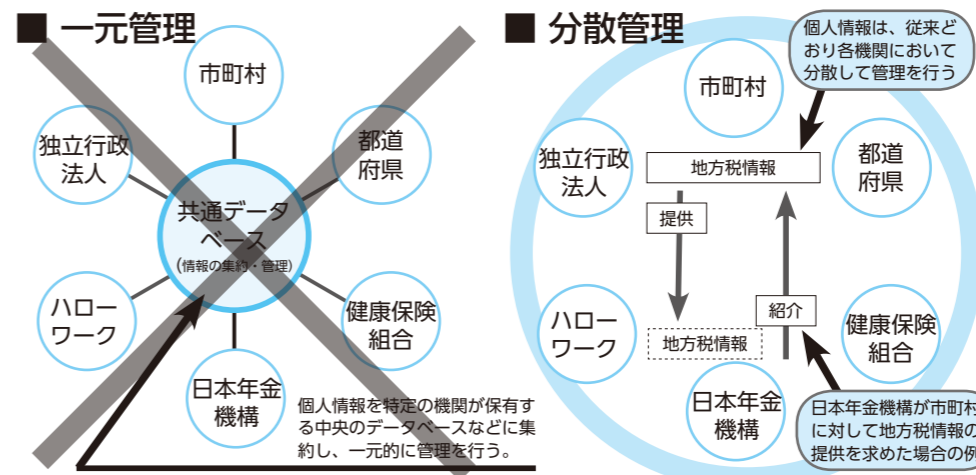 ■ 一元管理
市町村
独立行政
法人
都道
府県
共通データ
ベース
(情報の集約・管理)
ハロー
ワーク
健康保険
組合
日本年金
機構
個人情報を特定の機関が保有す
る中央のデータベースなどに集
約し、一元的に管理を行う。
■ 分散管理
個人情報は、従来ど
おり各機関において
分散して管理を行う
市町村
独立行政
法人
地方税情報
都道
府県
提供
紹介
ハロー
ワーク
地方税情報
健康保険
組合
日本年金
機構
日本年金機構が市町村
に対して地方税情報の
提供を求めた場合の例